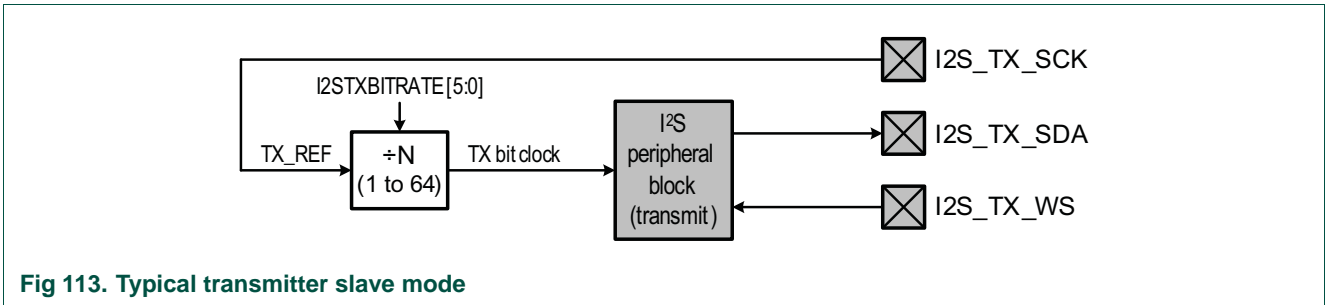 I2S_TX_SCK
I2STXBITRATE[5:0]
I2S
peripheral
block
(transmit)
I2S_TX_SDA
TX_REF
÷N
(1 to 64)
TX bit clock
I2S_TX_WS
Fig 113. Typical transmitter slave mode